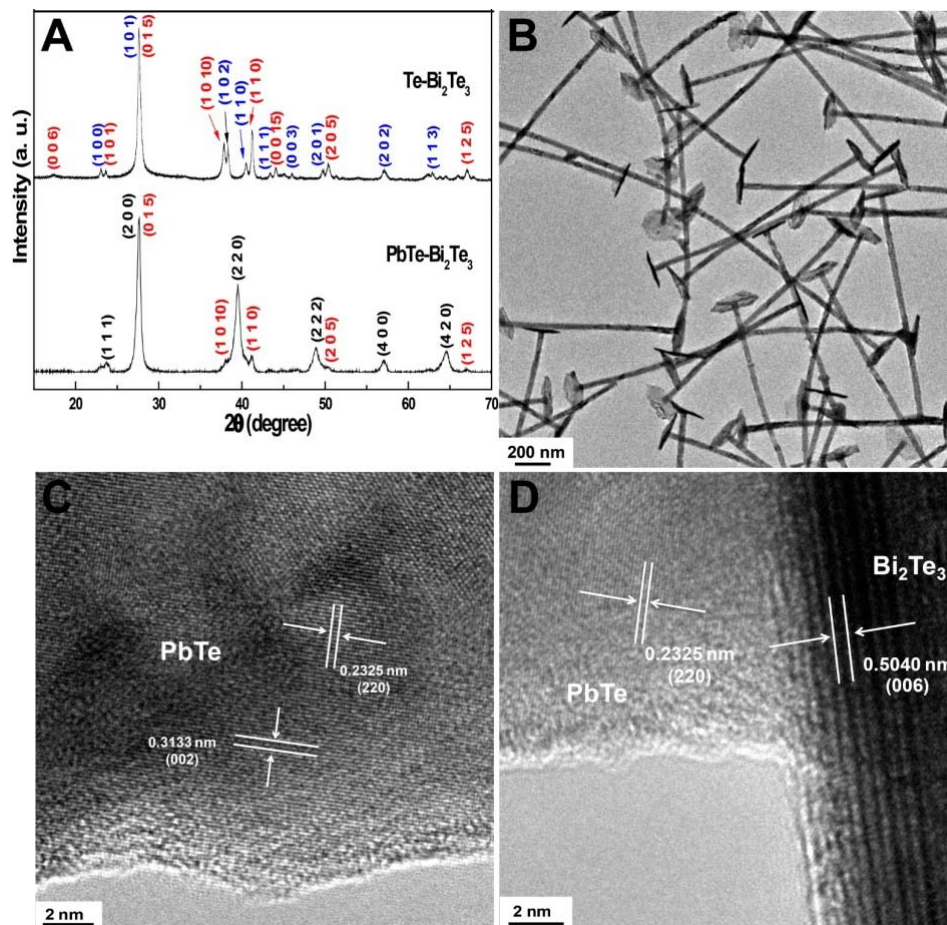 A
Intensity (a. u.)
Te-Bi₂Te₃
(0 0 6)
(1 0 0)
(1 0 1)
(1 0 1)
(0 1 5)
(1 0 10)
(1 0 2)
(1 1 0)
(1 1 0)
(1 1 1)
(0 0 15)
(0 0 3)
(2 0 1)
(2 0 5)
(2 0 2)
(1 1 3)
(1 2 5)
PbTe-Bi₂Te₃
(1 1 1)
(2 0 0)
(0 1 5)
(1 0 10)
(2 2 0)
(1 1 0)
(2 2 2)
(2 0 5)
(4 0 0)
(4 2 0)
(1 2 5)
20 30 40 50 60 70
2θ (degree)
B
200 nm
C
PbTe
0.2325 nm
(220)
0.3133 nm
(002)
2 nm
D
Bi₂Te₃
0.2325 nm
(220)
PbTe
0.5040 nm
(006)
2 nm